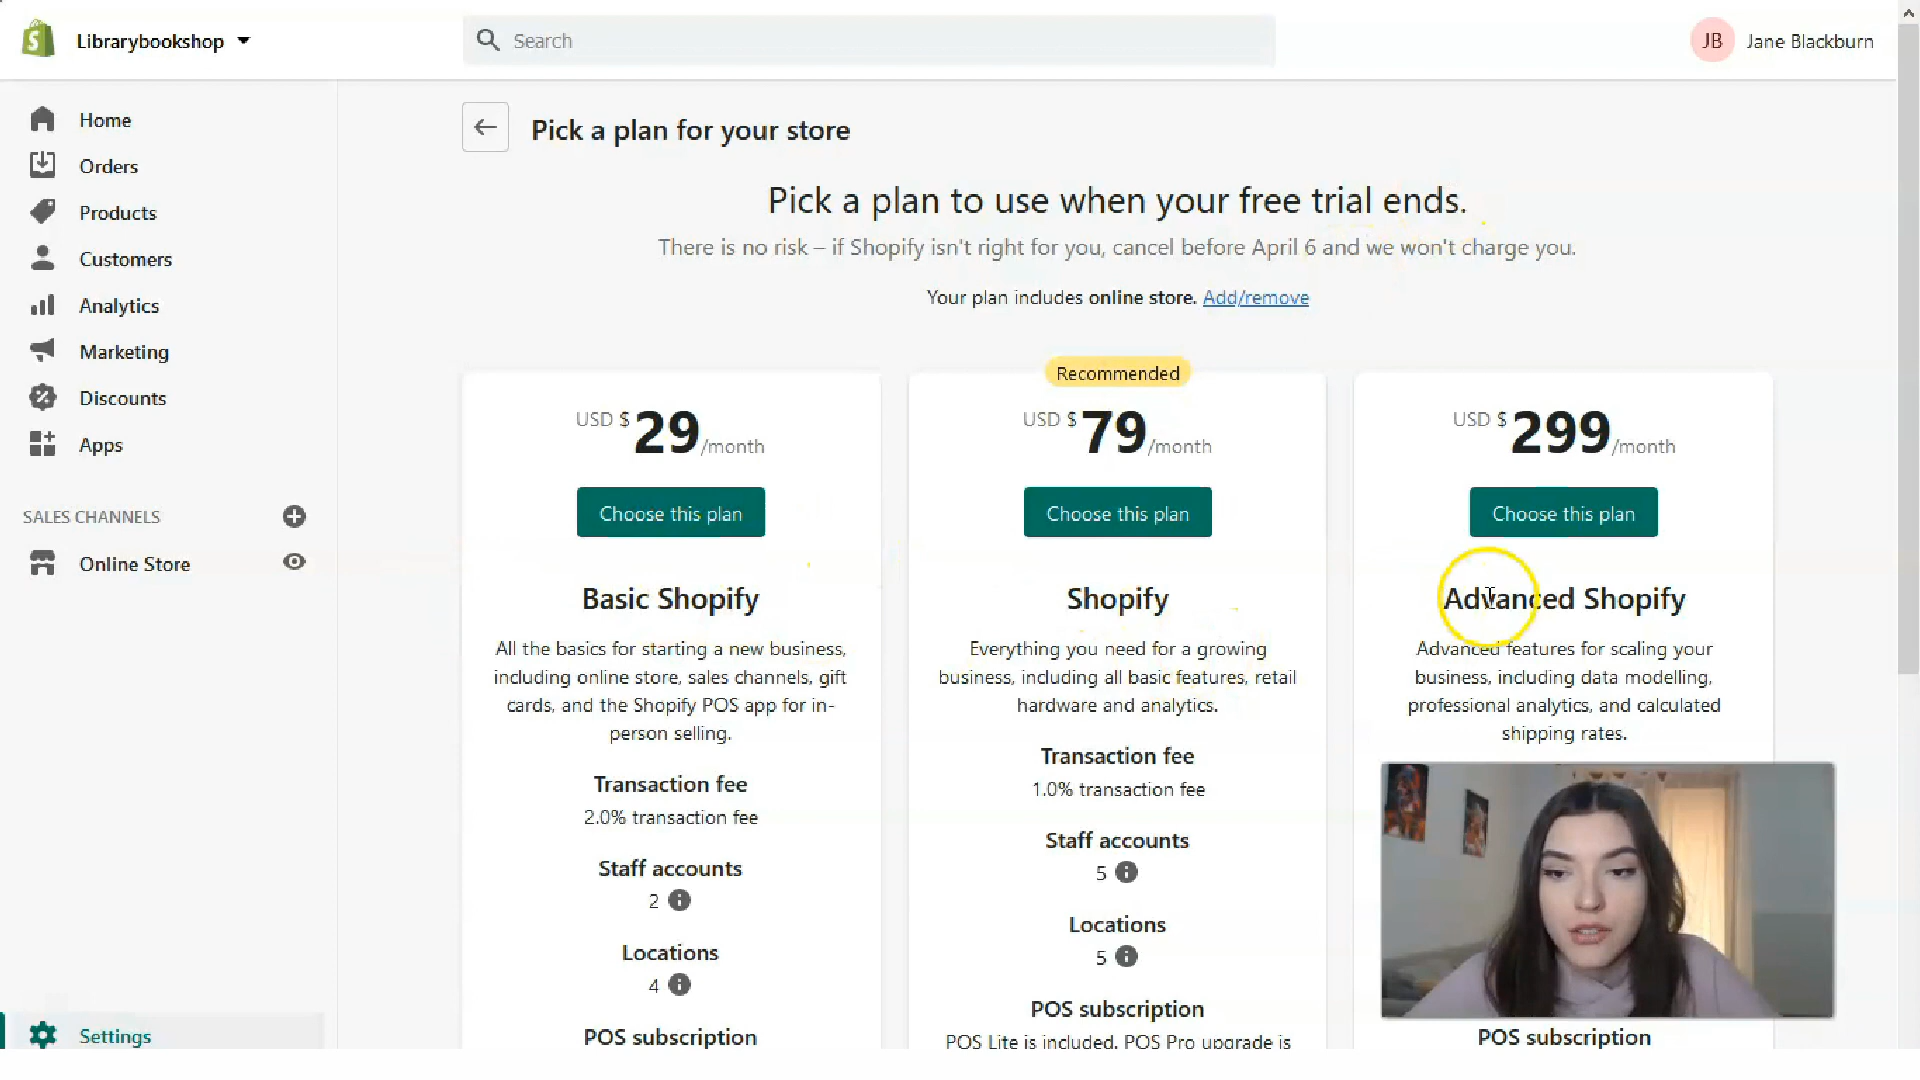 Librarybookshop
Search
JB Jane Blackburn
Home
Orders
Products
Customers
Analytics
Marketing
Discounts
Apps
SALES CHANNELS
Online Store
Settings
Pick a plan for your store
Pick a plan to use when your free trial ends.
There is no risk – if Shopify isn't right for you, cancel before April 6 and we won't charge you.
Your plan includes online store. Add/remove
USD $ 29 /month
Choose this plan
Basic Shopify
All the basics for starting a new business,
including online store, sales channels, gift
cards, and the Shopify POS app for in-
person selling.
Transaction fee
2.0% transaction fee
Staff accounts
2
Locations
4
POS subscription
Recommended
USD $ 79 /month
Choose this plan
Shopify
Everything you need for a growing
business, including all basic features, retail
hardware and analytics.
Transaction fee
1.0% transaction fee
Staff accounts
5
Locations
5
POS subscription
POS Lite is included. POS Pro upgrade is
USD $ 299 /month
Choose this plan
Advanced Shopify
Advanced features for scaling your
business, including data modelling,
professional analytics, and calculated
shipping rates.
POS subscription